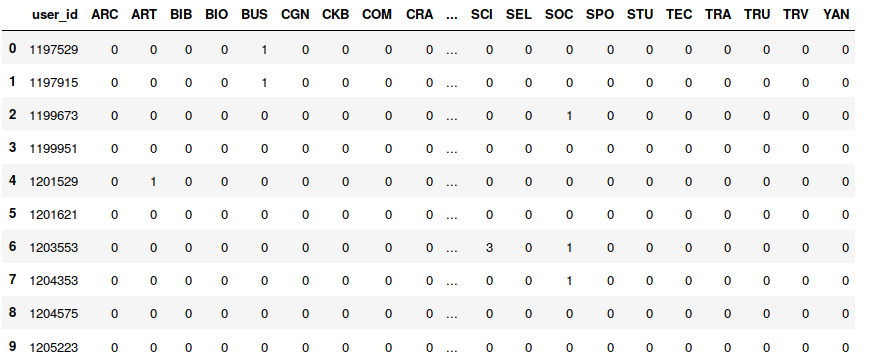 user_id ARC ART BIB BIO BUS CGN CKB COM CRA ... SCI SEL SOC SPO STU TEC TRA TRU TRV YAN
0 1197529 0 0 0 0 1 0 0 0 0 ... 0 0 0 0 0 0 0 0 0 0
1 1197915 0 0 0 0 1 0 0 0 0 ... 0 0 0 0 0 0 0 0 0 0
2 1199673 0 0 0 0 0 0 0 0 0 ... 0 0 1 0 0 0 0 0 0 0
3 1199951 0 0 0 0 0 0 0 0 0 ... 0 0 0 0 0 0 0 0 0 0
4 1201529 0 1 0 0 0 0 0 0 0 ... 0 0 0 0 0 0 0 0 0 0
5 1201621 0 0 0 0 0 0 0 0 0 ... 0 0 0 0 0 0 0 0 0 0
6 1203553 0 0 0 0 0 0 0 0 0 ... 3 0 1 0 0 0 0 0 0 0
7 1204353 0 0 0 0 0 0 0 0 0 ... 0 0 1 0 0 0 0 0 0 0
8 1204575 0 0 0 0 0 0 0 0 0 ... 0 0 0 0 0 0 0 0 0 0
9 1205223 0 0 0 0 0 0 0 0 0 ... 0 0 0 0 0 0 0 0 0 0